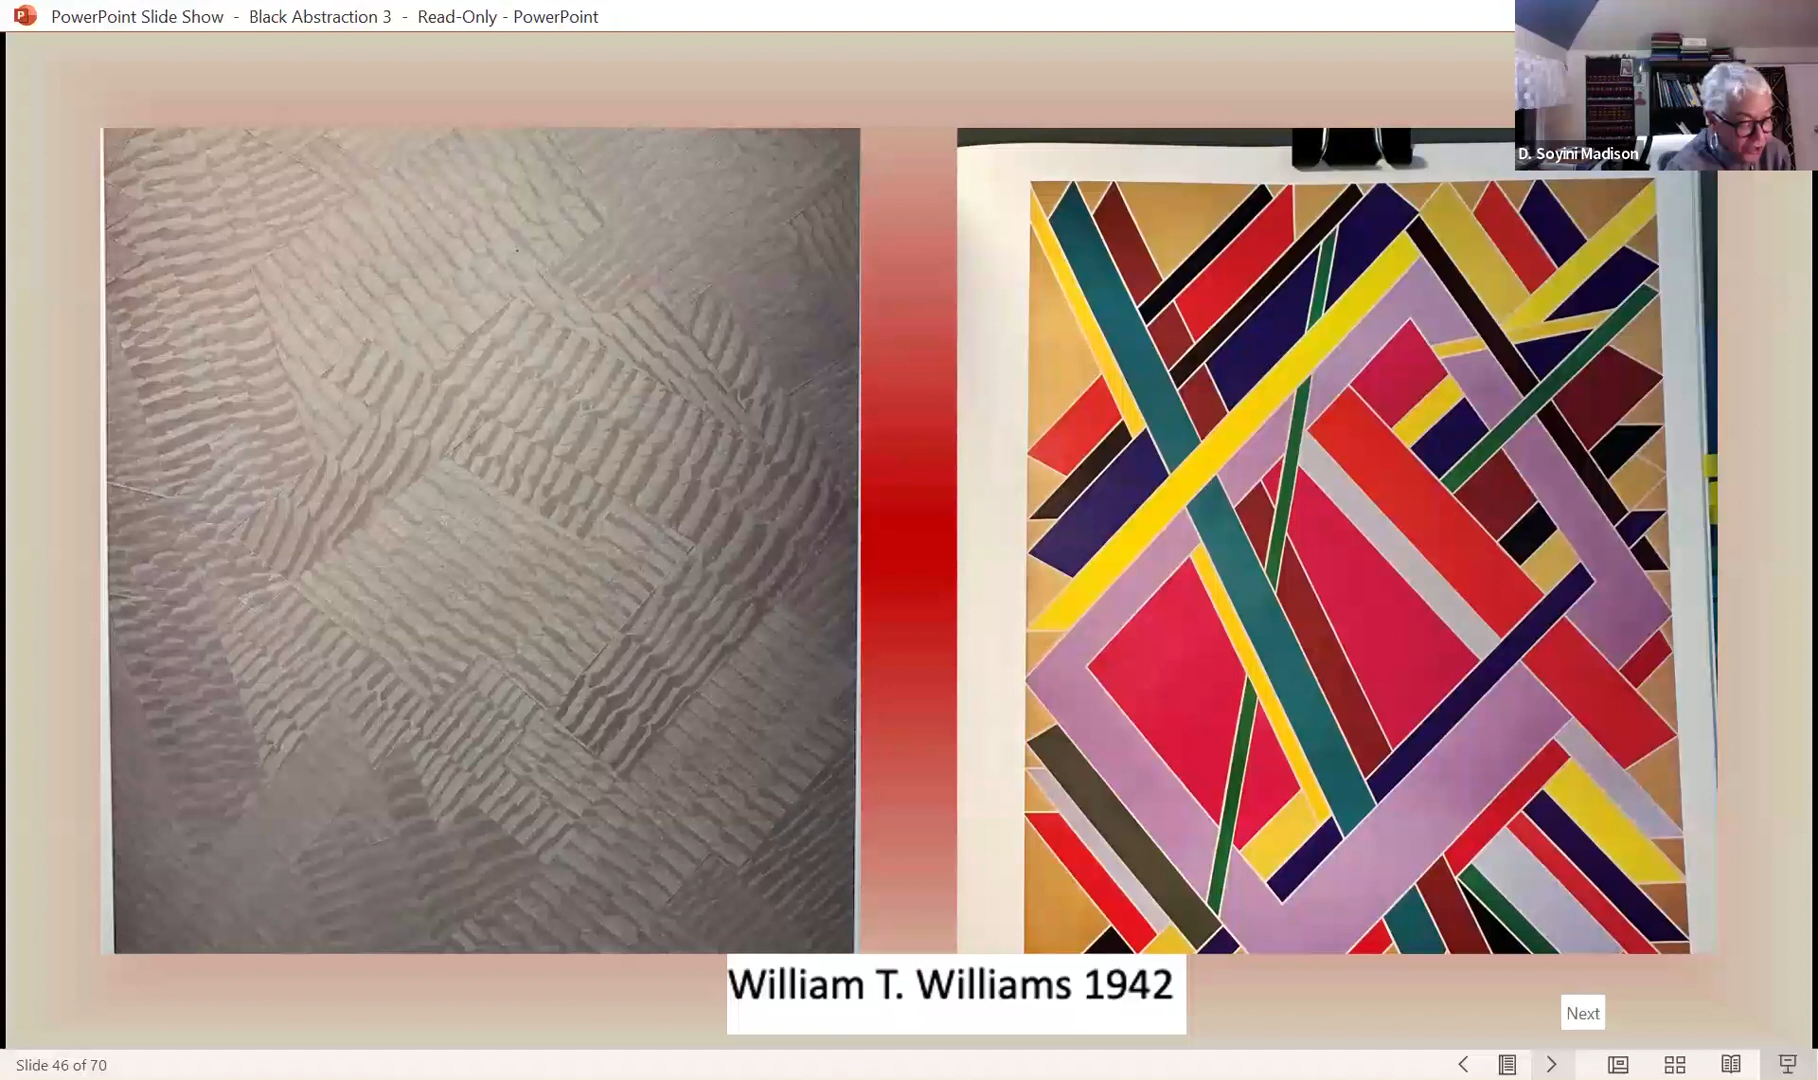 PowerPoint Slide Show - Black Abstraction 3 - Read-Only - PowerPoint
D. Soyini Madison
William T. Williams 1942
Next
Slide 46 of 70